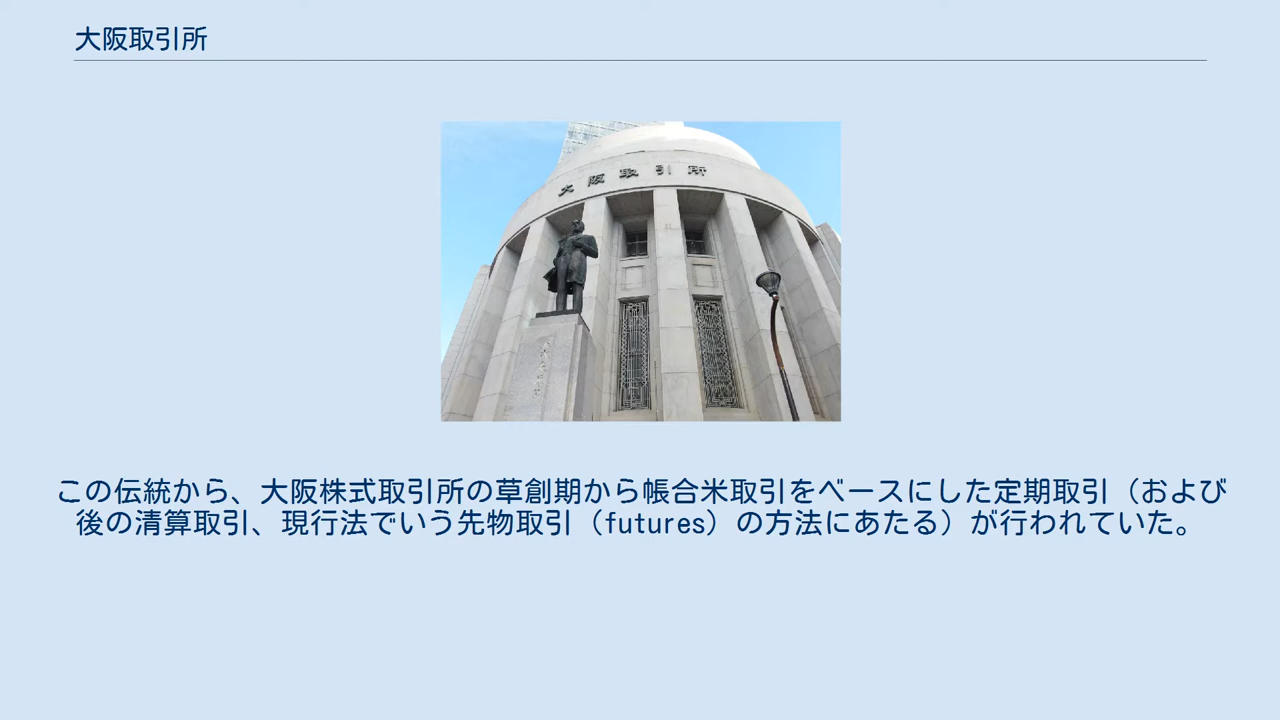 大阪取引所
大阪取引所
この伝統から、大阪株式取引所の草創期から帳合米取引をベースにした定期取引（および
後の清算取引、現行法でいう先物取引（futures）の方法にあたる）が行われていた。